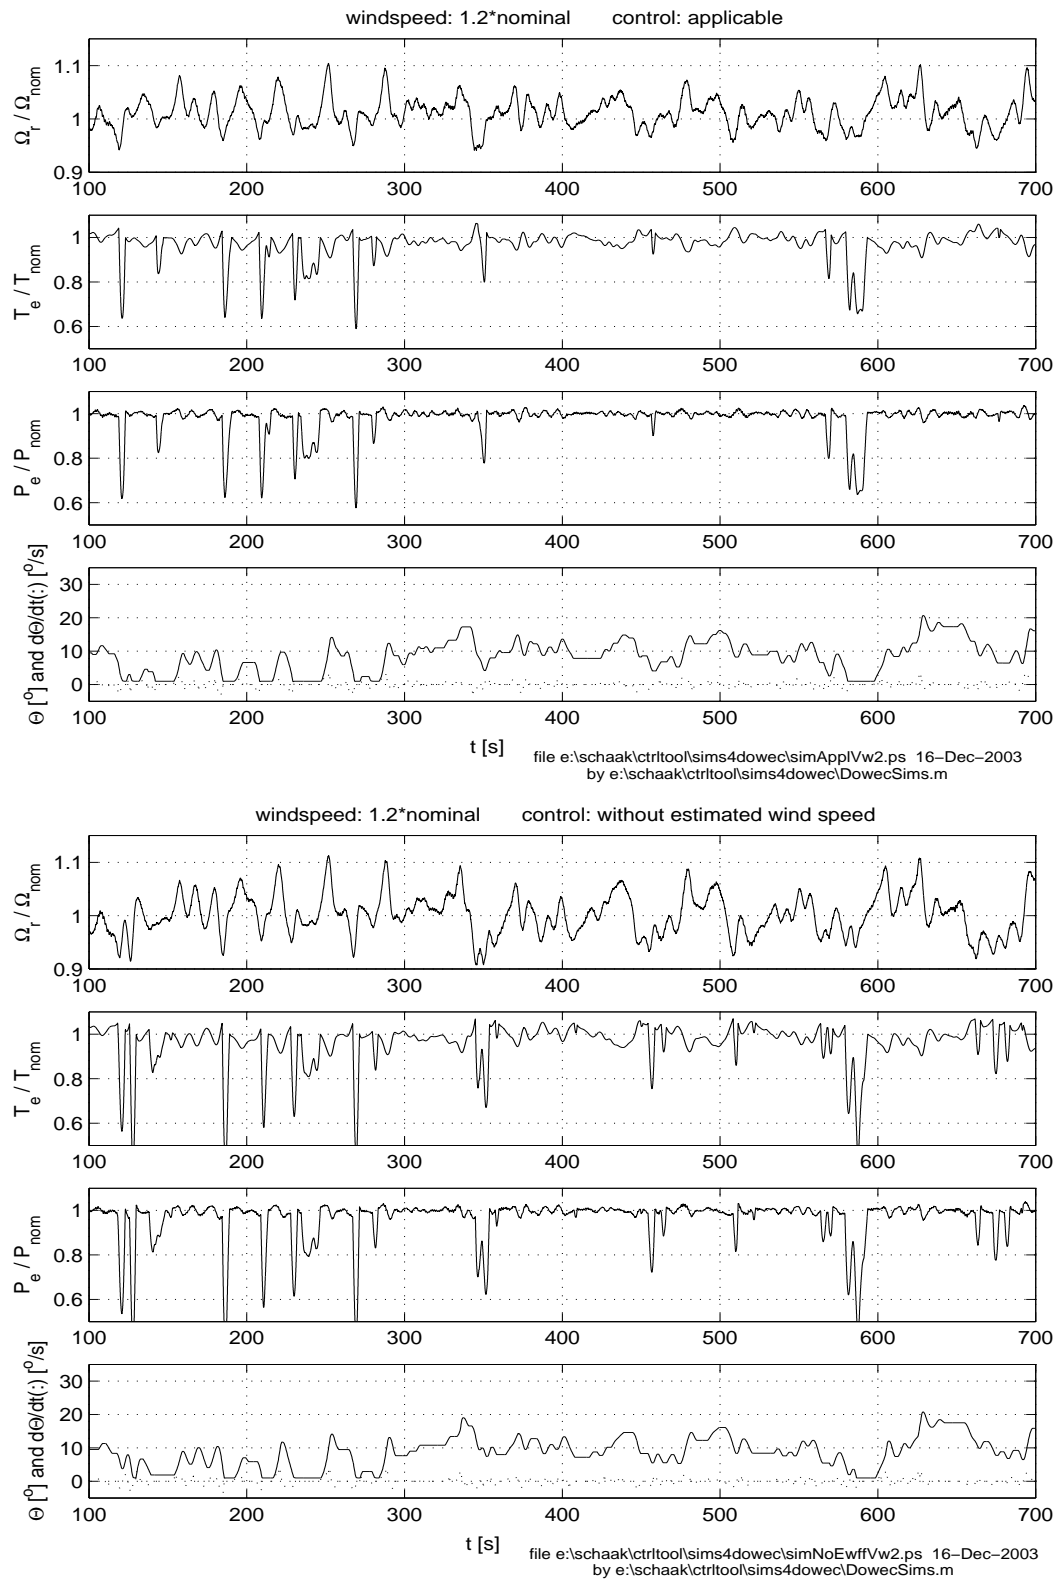 windspeed: 1.2*nominal control: applicable
Ω_r / Ω_nom
1.1
1
0.9
100 200 300 400 500 600 700
T_e / T_nom
1
0.8
0.6
100 200 300 400 500 600 700
P_e / P_nom
1
0.8
0.6
100 200 300 400 500 600 700
Θ [°] and dΘ/dt(:) [°/s]
30
20
10
0
100 200 300 400 500 600 700
t [s]
file e:\schaak\ctrltool\sims4dowec\simApplVw2.ps 16-Dec-2003
by e:\schaak\ctrltool\sims4dowec\DowecSims.m
windspeed: 1.2*nominal control: without estimated wind speed
Ω_r / Ω_nom
1.1
1
0.9
100 200 300 400 500 600 700
T_e / T_nom
1
0.8
0.6
100 200 300 400 500 600 700
P_e / P_nom
1
0.8
0.6
100 200 300 400 500 600 700
Θ [°] and dΘ/dt(:) [°/s]
30
20
10
0
100 200 300 400 500 600 700
t [s]
file e:\schaak\ctrltool\sims4dowec\simNoEwffVw2.ps 16-Dec-2003
by e:\schaak\ctrltool\sims4dowec\DowecSims.m